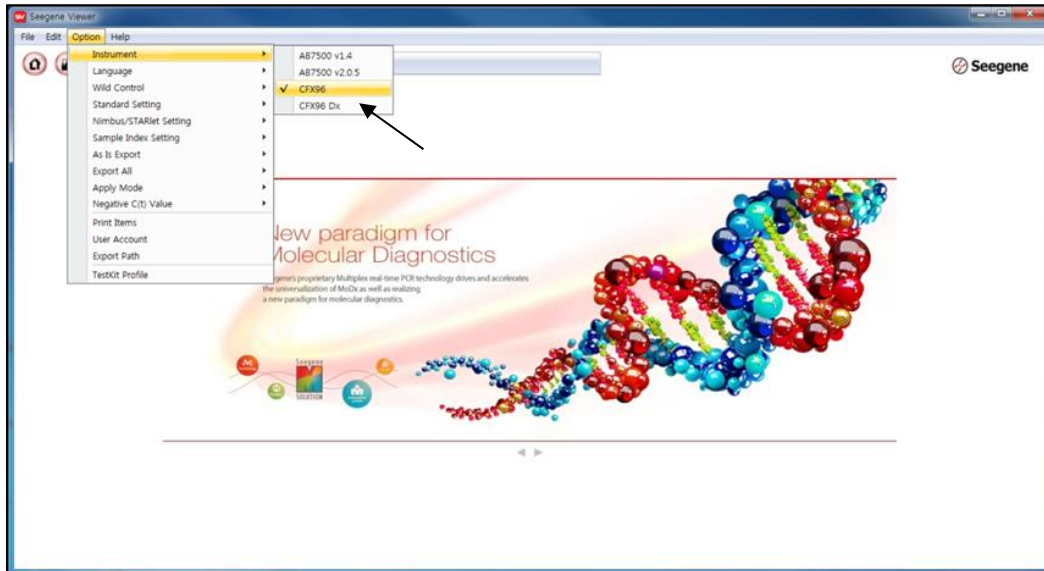 Seegene Viewer
File Edit Option Help
Instrument
Language
Wild Control
Standard Setting
Nimbus/STARlet Setting
Sample Index Setting
As Is Export
Export All
Apply Mode
Negative C(t) Value
Print Items
User Account
Export Path
TestKit Profile
AB7500 v1.4
AB7500 v2.0.5
CFX96
CFX96 Dx
Seegene
New paradigm for
Molecular Diagnostics
Seegene's proprietary Multiplex real-time PCR technology drives and accelerates
the universalization of MoDx as well as realizing
a new paradigm for molecular diagnostics.
Seegene
SOLUTION